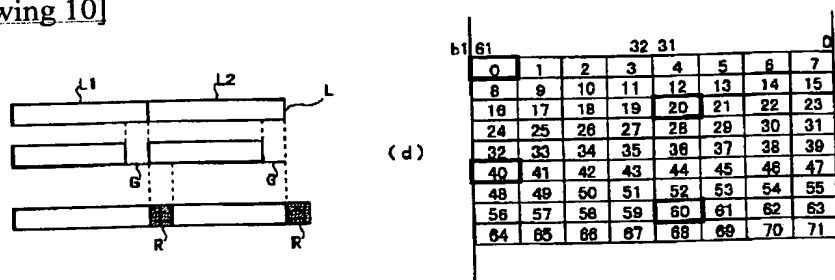 wing 10]
L1 L2 L
G G
R R
(d)
b1 61 32 31 0
0 1 2 3 4 5 6 7
8 9 10 11 12 13 14 15
16 17 18 19 20 21 22 23
24 25 26 27 28 29 30 31
32 33 34 35 36 37 38 39
40 41 42 43 44 45 46 47
48 49 50 51 52 53 54 55
56 57 58 59 60 61 62 63
64 65 66 67 68 69 70 71